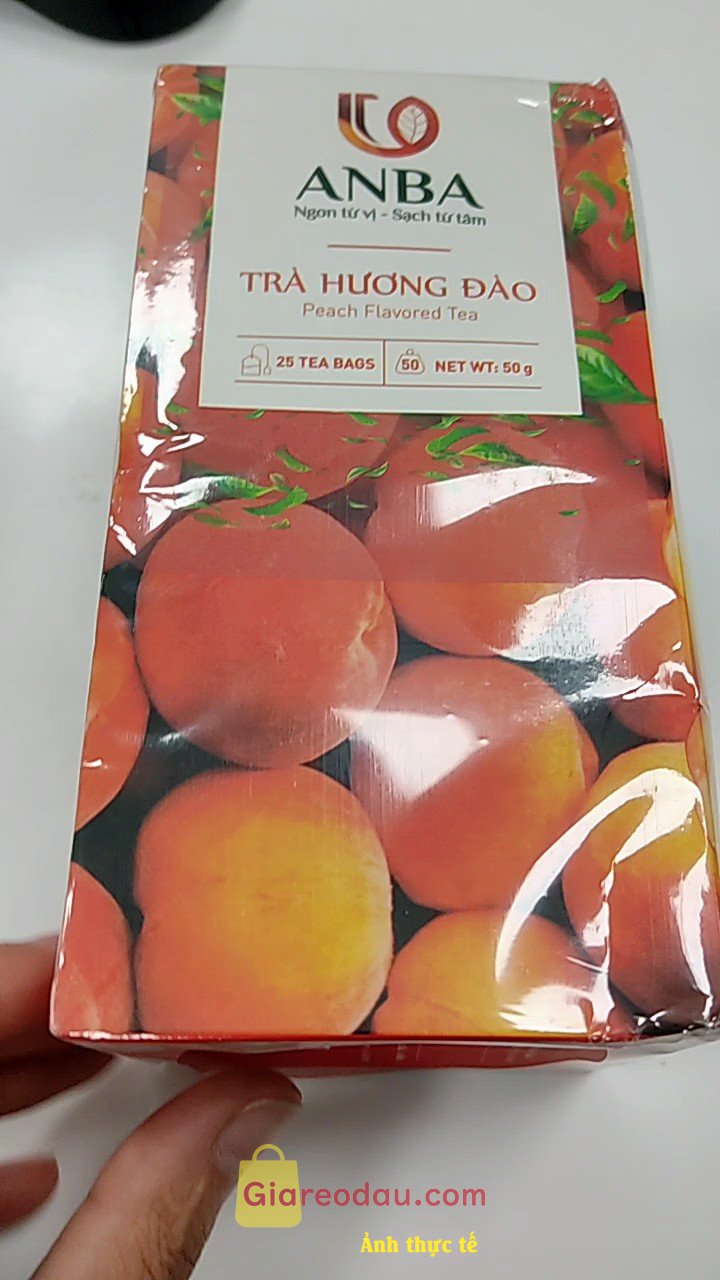 ANBA
Ngon từ vị - Sạch từ tâm
TRÀ HƯƠNG ĐÀO
Peach Flavored Tea
25 TEA BAGS
50 NET WT: 50 g
Giareodau.com
Ảnh thực tế